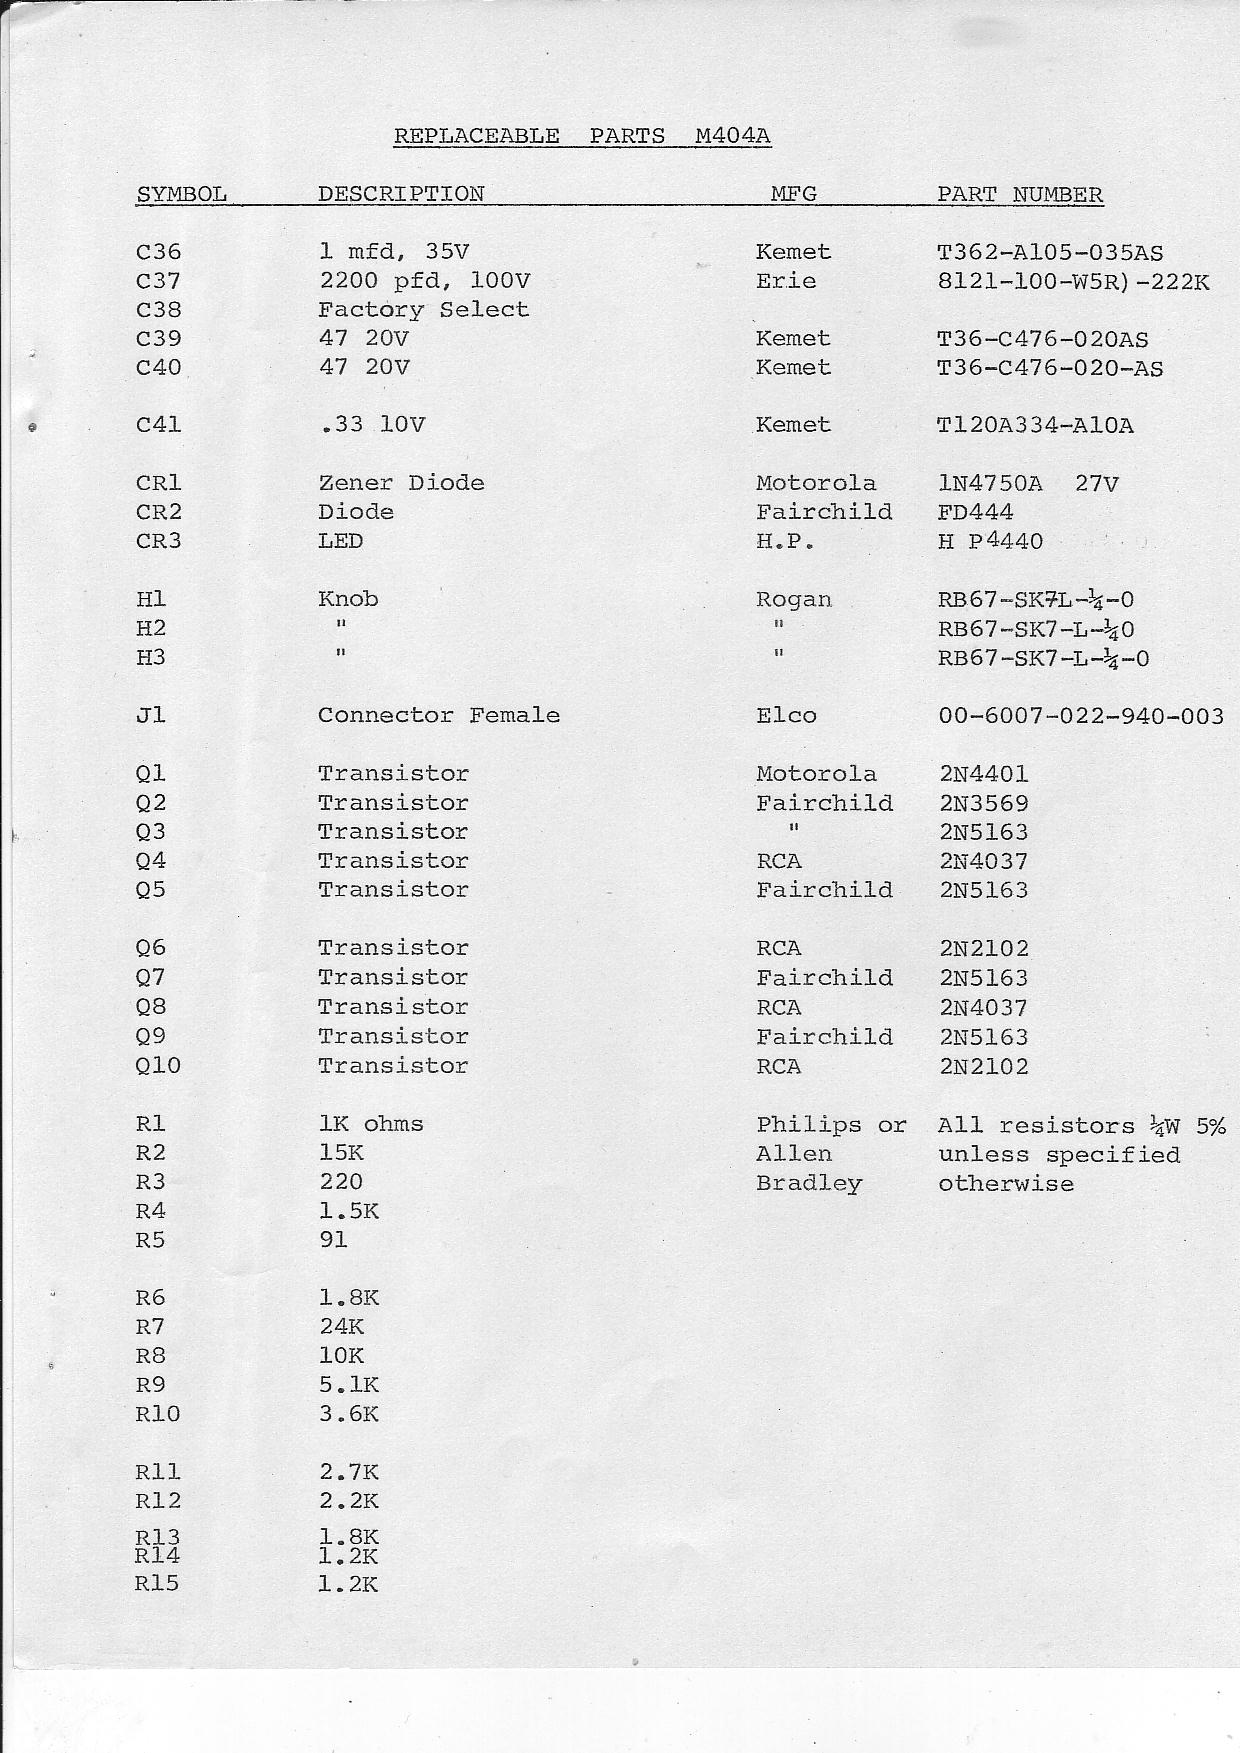 REPLACEABLE PARTS M404A
SYMBOL DESCRIPTION MFG PART NUMBER
C36 1 mfd, 35V Kemet T362-A105-035AS
C37 2200 pfd, 100V Erie 8121-100-W5R)-222K
C38 Factory Select
C39 47 20V Kemet T36-C476-020AS
C40 47 20V Kemet T36-C476-020-AS
C41 .33 10V Kemet T120A334-A10A
CR1 Zener Diode Motorola 1N4750A 27V
CR2 Diode Fairchild FD444
CR3 LED H.P. H P4440
H1 Knob Rogan RB67-SK7L-¼-0
H2 " " RB67-SK7-L-¼0
H3 " " RB67-SK7-L-¼-0
J1 Connector Female Elco 00-6007-022-940-003
Q1 Transistor Motorola 2N4401
Q2 Transistor Fairchild 2N3569
Q3 Transistor " 2N5163
Q4 Transistor RCA 2N4037
Q5 Transistor Fairchild 2N5163
Q6 Transistor RCA 2N2102
Q7 Transistor Fairchild 2N5163
Q8 Transistor RCA 2N4037
Q9 Transistor Fairchild 2N5163
Q10 Transistor RCA 2N2102
R1 1K ohms Philips or All resistors ¼W 5%
R2 15K Allen unless specified
R3 220 Bradley otherwise
R4 1.5K
R5 91
R6 1.8K
R7 24K
R8 10K
R9 5.1K
R10 3.6K
R11 2.7K
R12 2.2K
R13 1.8K
R14 1.2K
R15 1.2K